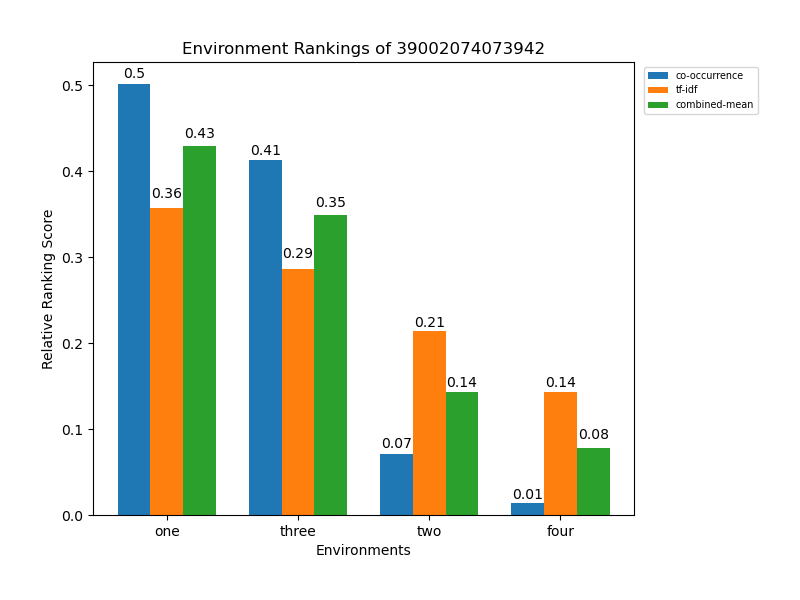 Environment Rankings of 39002074073942
co-occurrence
tf-idf
combined-mean
Relative Ranking Score
0.5
0.4
0.3
0.2
0.1
0.0
0.5
0.36
0.43
0.41
0.29
0.35
0.07
0.21
0.14
0.01
0.14
0.08
one three two four
Environments